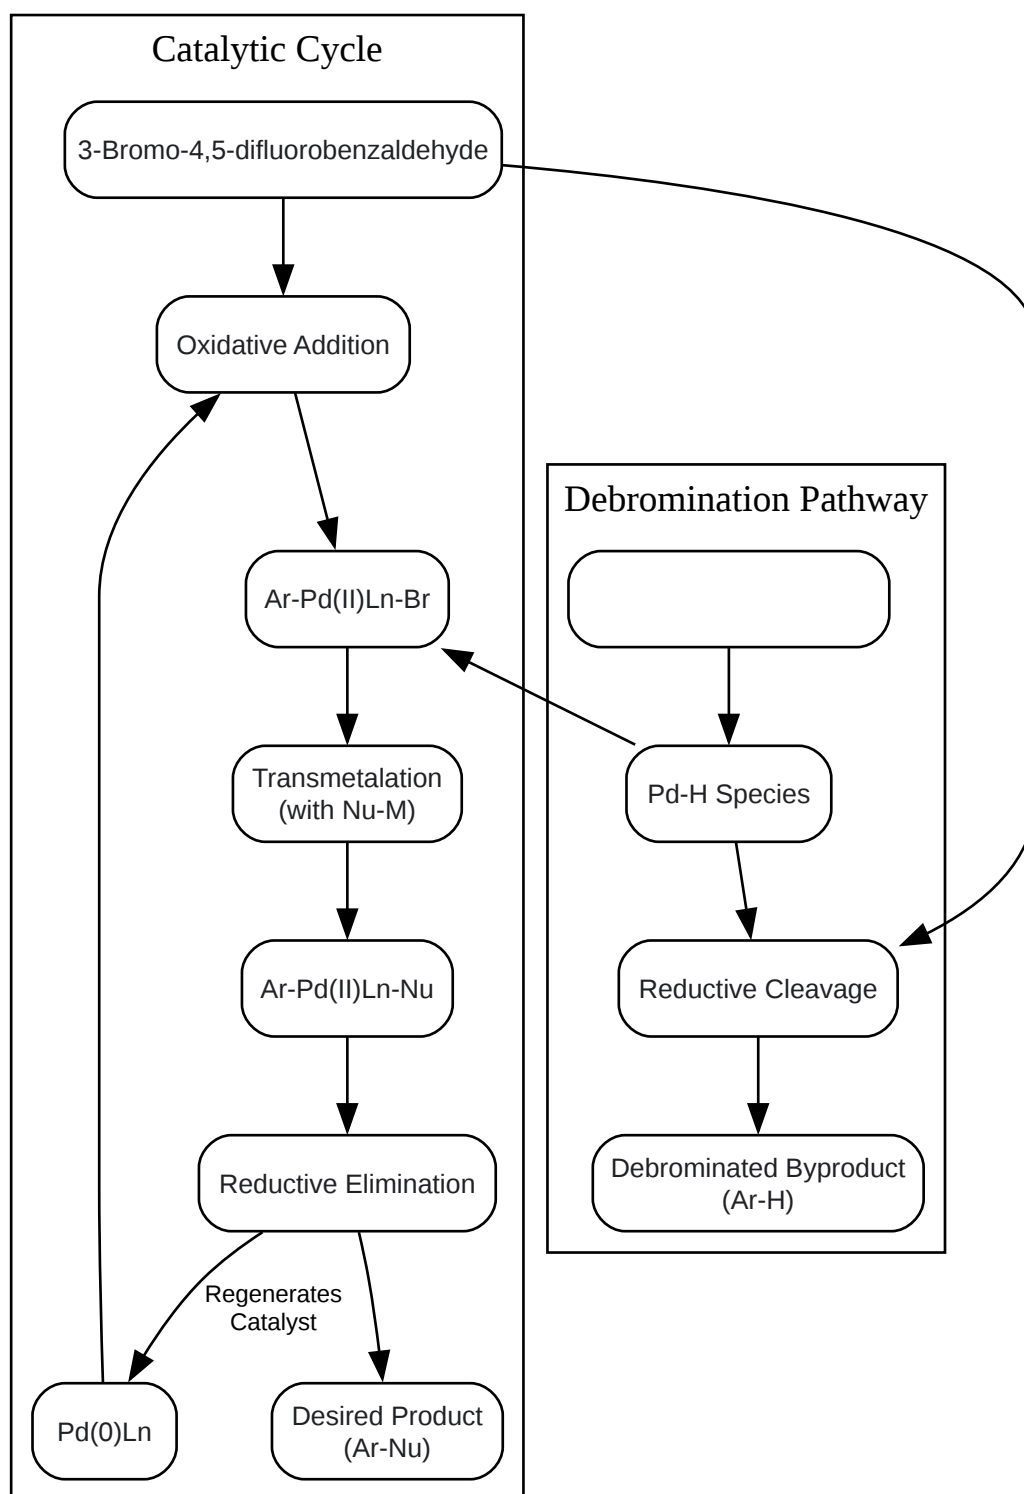 Catalytic Cycle
3-Bromo-4,5-difluorobenzaldehyde
Oxidative Addition
Ar-Pd(II)Ln-Br
Transmetalation
(with Nu-M)
Ar-Pd(II)Ln-Nu
Reductive Elimination
Regenerates
Catalyst
Pd(0)Ln
Desired Product
(Ar-Nu)
Debromination Pathway
Pd-H Species
Reductive Cleavage
Debrominated Byproduct
(Ar-H)